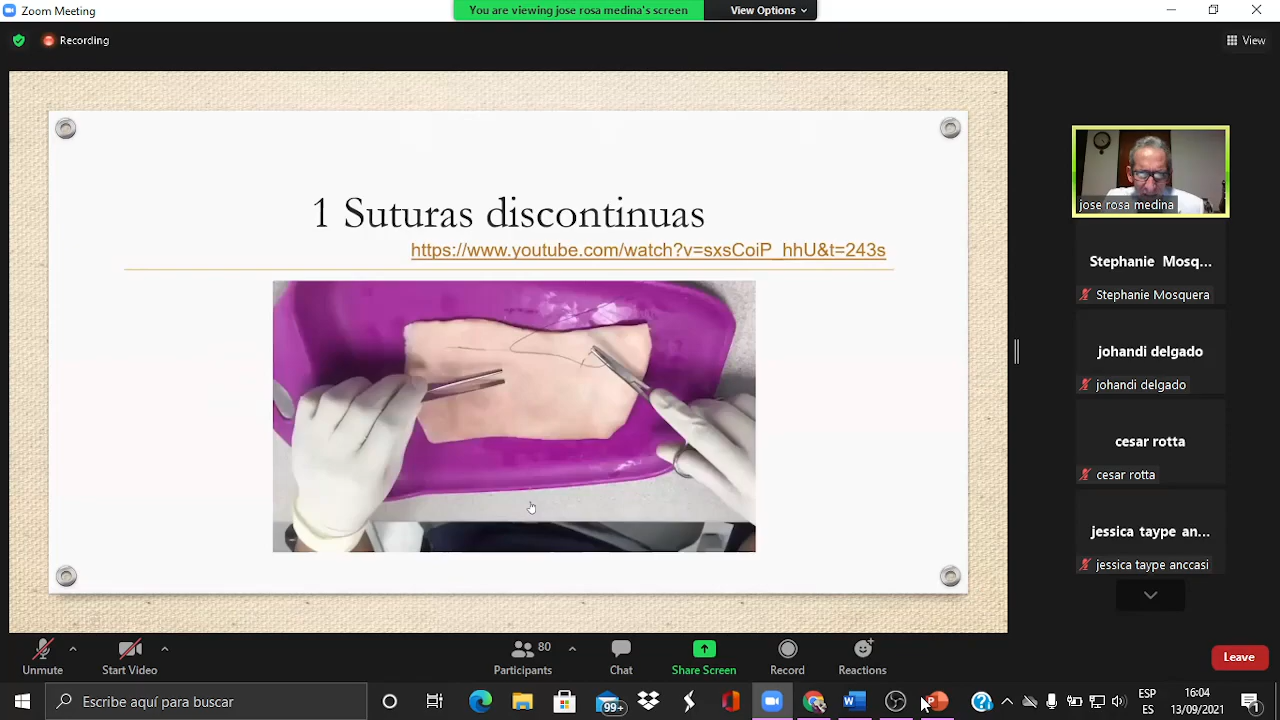 Zoom Meeting
You are viewing jose rosa medina's screen
View Options
Recording
View
1 Suturas discontinuas
https://www.youtube.com/watch?v=sxsCoiP_hhU&t=243s
jose rosa medina
Stephanie Mosq...
Stephanie Mosquera
johandi delgado
johandi delgado
cesar rotta
cesar rotta
jessica taype an...
jessica taype anccasi
Unmute
Start Video
Participants
80
Chat
Share Screen
Record
Reactions
Leave
Escribe aquí para buscar
99+
ESP
ES
16:04
13/09/2021
1